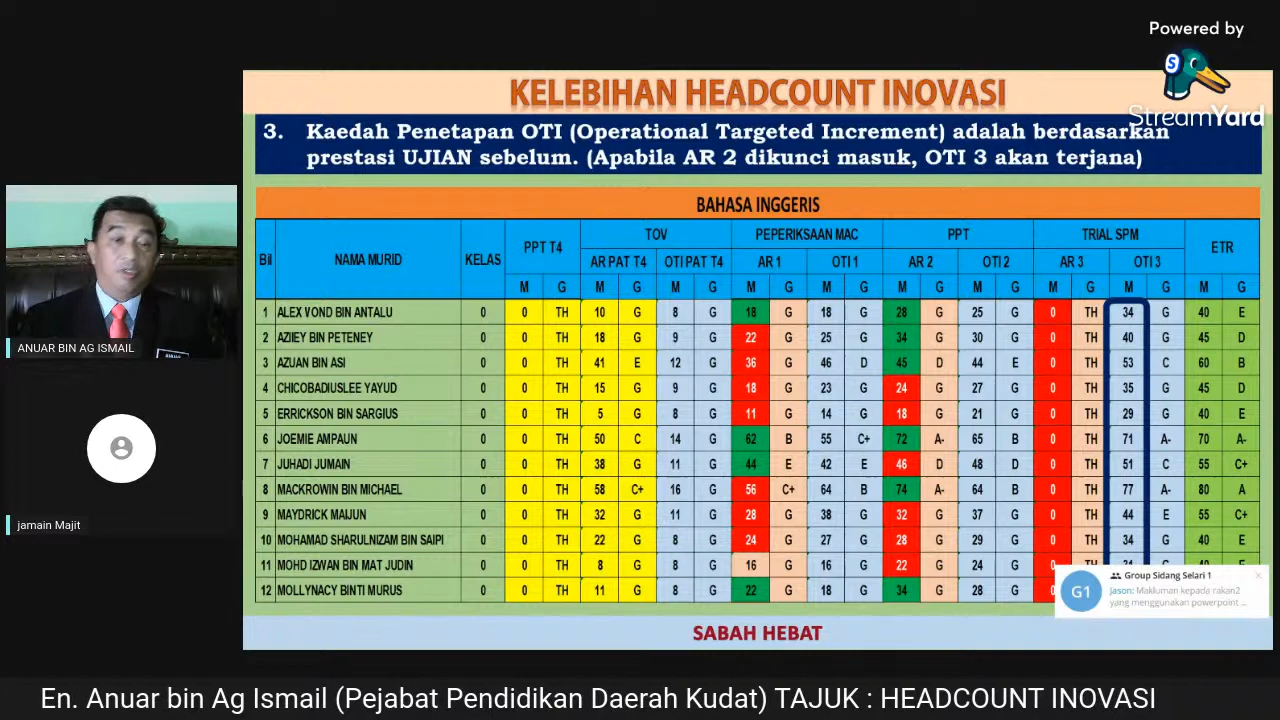 Powered by
StreamYard
KELEBIHAN HEADCOUNT INOVASI
3. Kaedah Penetapan OTI (Operational Targeted Increment) adalah berdasarkan
prestasi UJIAN sebelum. (Apabila AR 2 dikunci masuk, OTI 3 akan terjana)
BAHASA INGGERIS
Bil NAMA MURID KELAS PPT T4 TOV PEPERIKSAAN MAC PPT TRIAL SPM ETR
AR PAT T4 OTI PAT T4 AR 1 OTI 1 AR 2 OTI 2 AR 3 OTI 3
M G M G M G M G M G M G M G M G M G M G
1 ALEX VOND BIN ANTALU 0 0 TH 10 G 8 G 18 G 18 G 28 G 25 G 0 TH 34 G 40 E
2 AZIIEY BIN PETENEY 0 0 TH 18 G 9 G 22 G 25 G 34 G 30 G 0 TH 40 G 45 D
3 AZUAN BIN ASI 0 0 TH 41 E 12 G 36 G 46 D 45 D 44 E 0 TH 53 C 60 B
4 CHICOBADIUSLEE YAYUD 0 0 TH 15 G 9 G 18 G 23 G 24 G 27 G 0 TH 35 G 45 D
5 ERRICKSON BIN SARGIUS 0 0 TH 5 G 8 G 11 G 14 G 18 G 21 G 0 TH 29 G 40 E
6 JOEMIE AMPAUN 0 0 TH 50 C 14 G 62 B 55 C+ 72 A- 65 B 0 TH 71 A- 70 A-
7 JUHADI JUMAIN 0 0 TH 38 G 11 G 44 E 42 E 46 D 48 D 0 TH 51 C 55 C+
8 MACKROWIN BIN MICHAEL 0 0 TH 58 C+ 16 G 56 C+ 64 B 74 A- 64 B 0 TH 77 A- 80 A
9 MAYDRICK MAIJUN 0 0 TH 32 G 11 G 28 G 38 G 32 G 37 G 0 TH 44 E 55 C+
10 MOHAMAD SHARULNIZAM BIN SAIPI 0 0 TH 22 G 8 G 24 G 27 G 28 G 29 G 0 TH 34 G 40 E
11 MOHD IZWAN BIN MAT JUDIN 0 0 TH 8 G 8 G 16 G 16 G 22 G 24 G 0 TH G 40 E
12 MOLLYNACY BINTI MURUS 0 0 TH 11 G 8 G 22 G 18 G 34 G 28 G
G1
Group Sidang Selari 1
Jason: Makluman kepada rakan2
yang menggunakan powerpoint ...
SABAH HEBAT
ANUAR BIN AG ISMAIL
jamain Majit
En. Anuar bin Ag Ismail (Pejabat Pendidikan Daerah Kudat) TAJUK : HEADCOUNT INOVASI